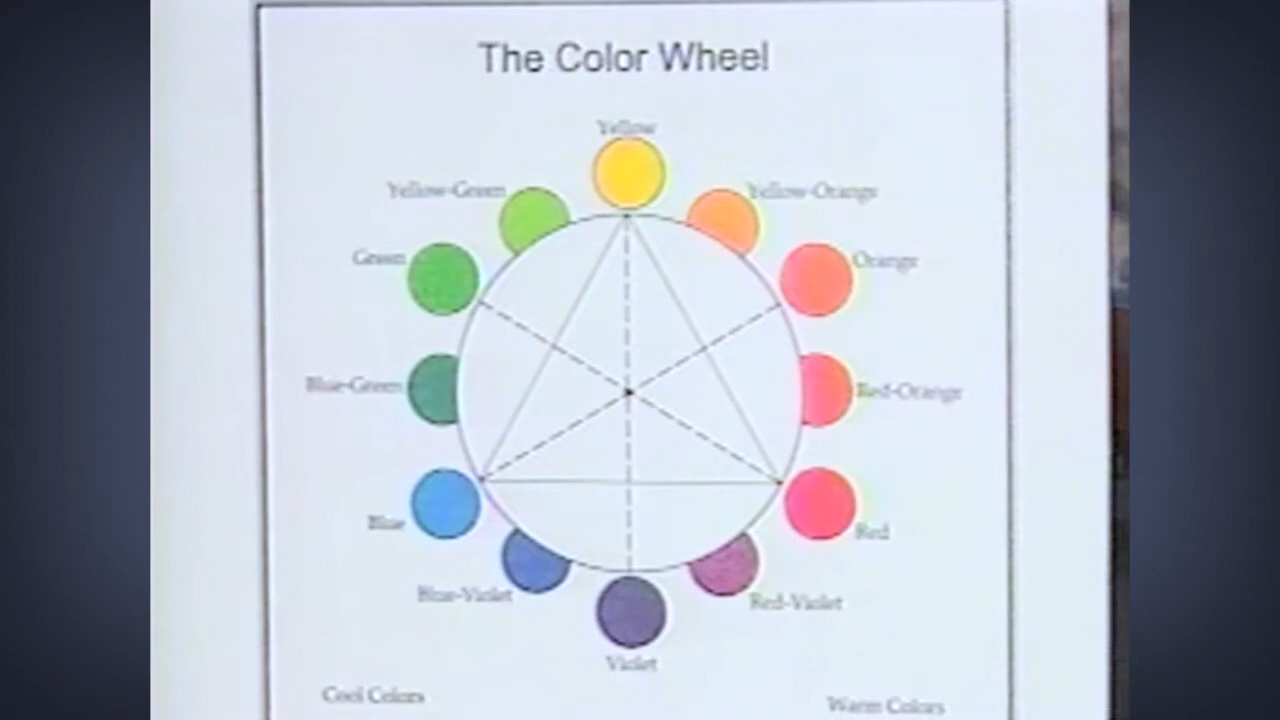 The Color Wheel
Yellow
Yellow-Green
Yellow-Orange
Green
Orange
Blue-Green
Red-Orange
Blue
Red
Blue-Violet
Red-Violet
Violet
Cool Colors
Warm Colors